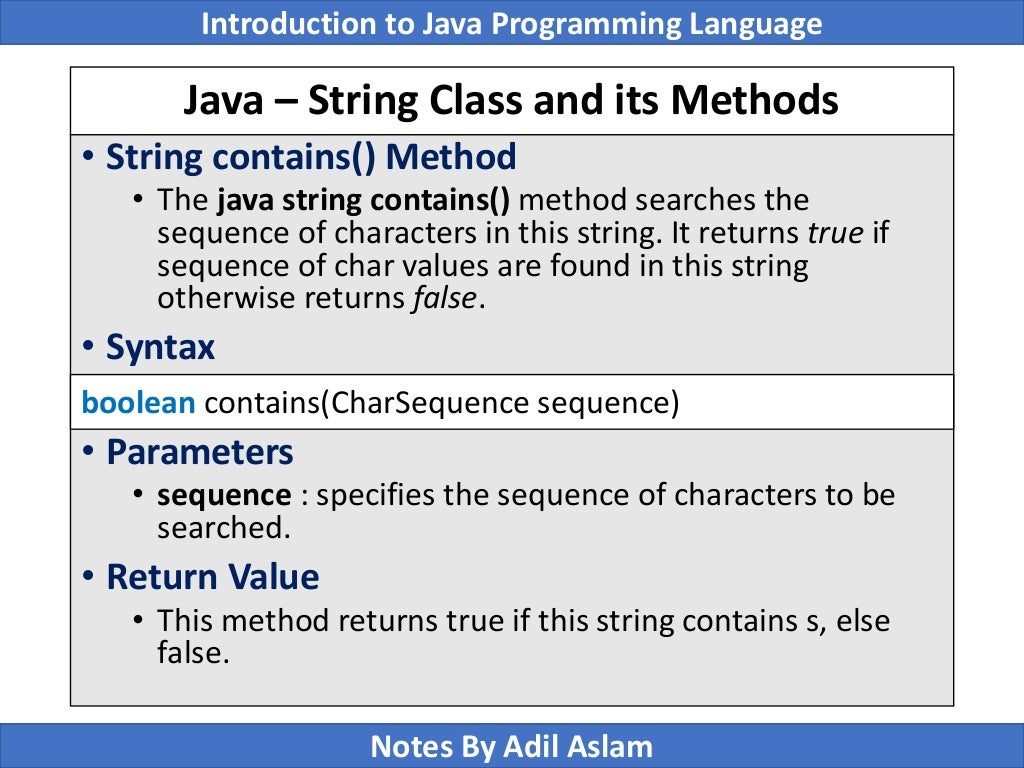 Introduction to Java Programming Language
Java – String Class and its Methods
• String contains() Method
• The java string contains() method searches the
sequence of characters in this string. It returns true if
sequence of char values are found in this string
otherwise returns false.
• Syntax
boolean contains(CharSequence sequence)
• Parameters
• sequence : specifies the sequence of characters to be
searched.
• Return Value
• This method returns true if this string contains s, else
false.
Notes By Adil Aslam